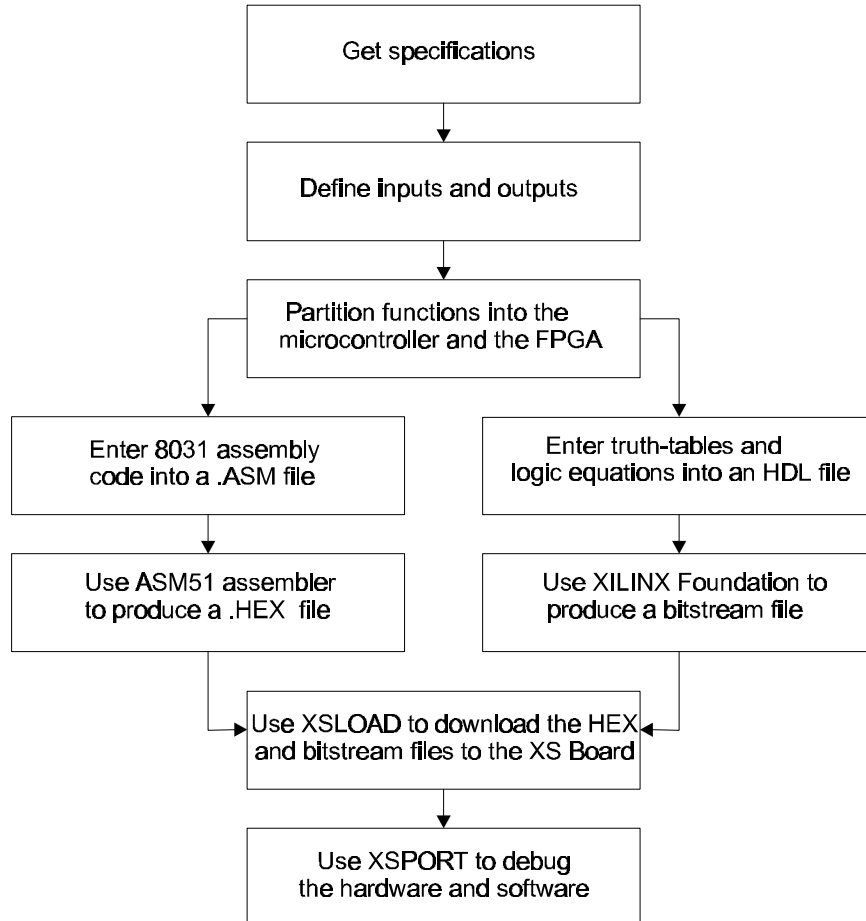 Get specifications
Define inputs and outputs
Partition functions into the
microcontroller and the FPGA
Enter 8031 assembly
code into a .ASM file
Enter truth-tables and
logic equations into an HDL file
Use ASM51 assembler
to produce a .HEX file
Use XILINX Foundation to
produce a bitstream file
Use XSLOAD to download the HEX
and bitstream files to the XS Board
Use XSPORT to debug
the hardware and software